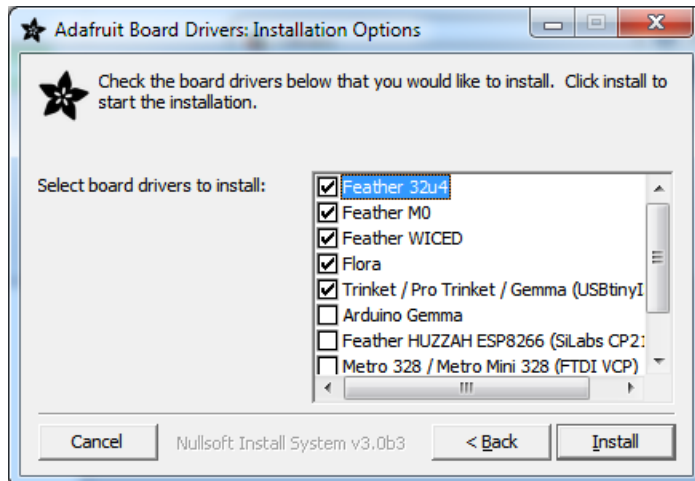 Adafruit Board Drivers: Installation Options
Check the board drivers below that you would like to install. Click install to
start the installation.
Select board drivers to install:
Feather 32u4
Feather M0
Feather WICED
Flora
Trinket / Pro Trinket / Gemma (USBtinyI
Arduino Gemma
Feather HUZZAH ESP8266 (SiLabs CP21
Metro 328 / Metro Mini 328 (FTDI VCP)
Cancel
Nullsoft Install System v3.0b3
< Back
Install